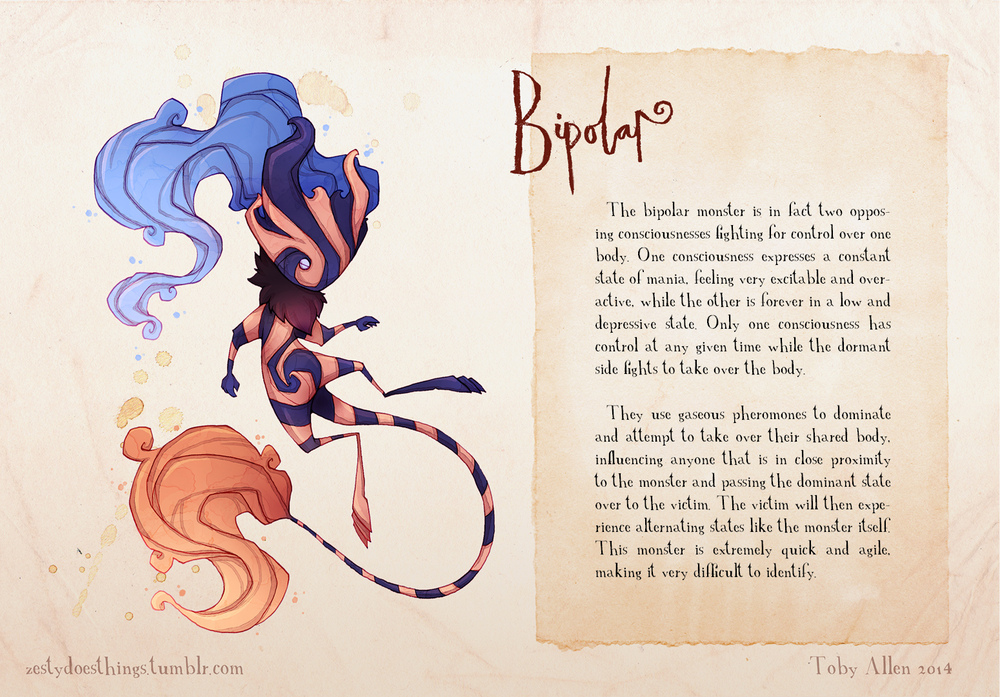 Bipolar
The bipolar monster is in fact two oppos-
ing consciousnesses fighting for control over one
body. One consciousness expresses a constant
state of mania, feeling very excitable and over-
active, while the other is forever in a low and
depressive state. Only one consciousness has
control at any given time while the dormant
side fights to take over the body.
They use gaseous pheromones to dominate
and attempt to take over their shared body,
influencing anyone that is in close proximity
to the monster and passing the dominant state
over to the victim. The victim will then expe-
rience alternating states like the monster itself.
This monster is extremely quick and agile,
making it very difficult to identify.
zestydoesthings.tumblr.com
Toby Allen 2014